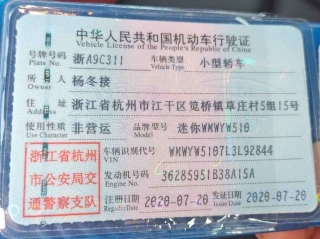 中华人民共和国机动车行驶证
Vehicle License of the People's Republic of China
号牌号码 浙A9C311 车辆类型 小型轿车
Plate No. Vehicle Type
所有人 杨冬接
Owner
住址 浙江省杭州市江干区笕桥镇草庄村5组15号
Address
使用性质 非营运 品牌型号 迷你WMWYW510
Use Character Model
浙江省杭州
市公安局交
通警察支队
车辆识别代号 WMWYW5107L3L92844
VIN
发动机号码 36285951B38A15A
Engine No.
注册日期 2020-07-20 发证日期 2020-07-20
Register Date Issue Date